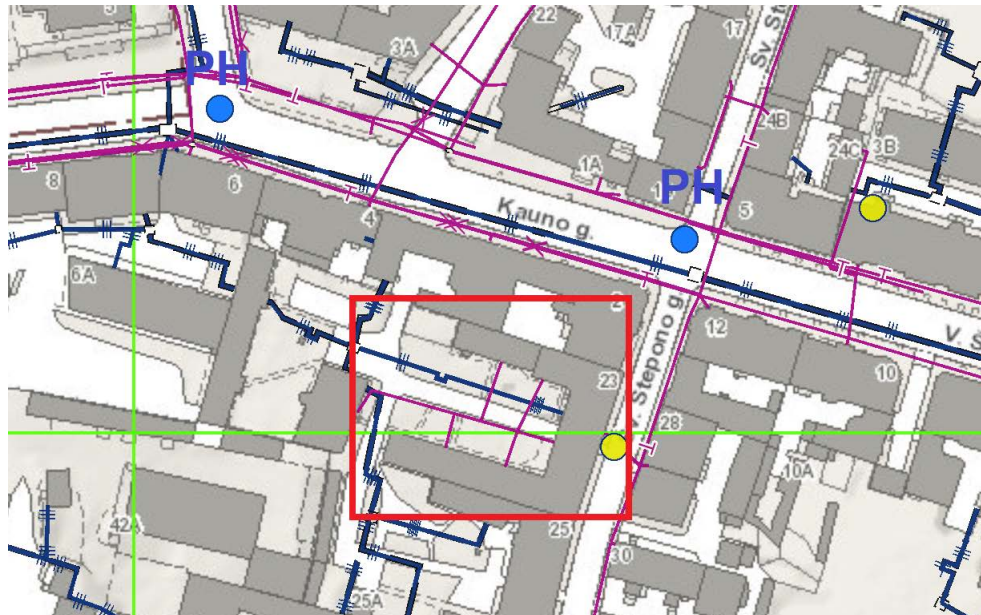 22
17
Sv. St
3A
17A
PH
24B
24C
3B
1A
PH
8
6
4
Kauno g.
5
6A
2
12
V. Š
V. Stepono g.
10
23
28
10A
42A
25
30
25A